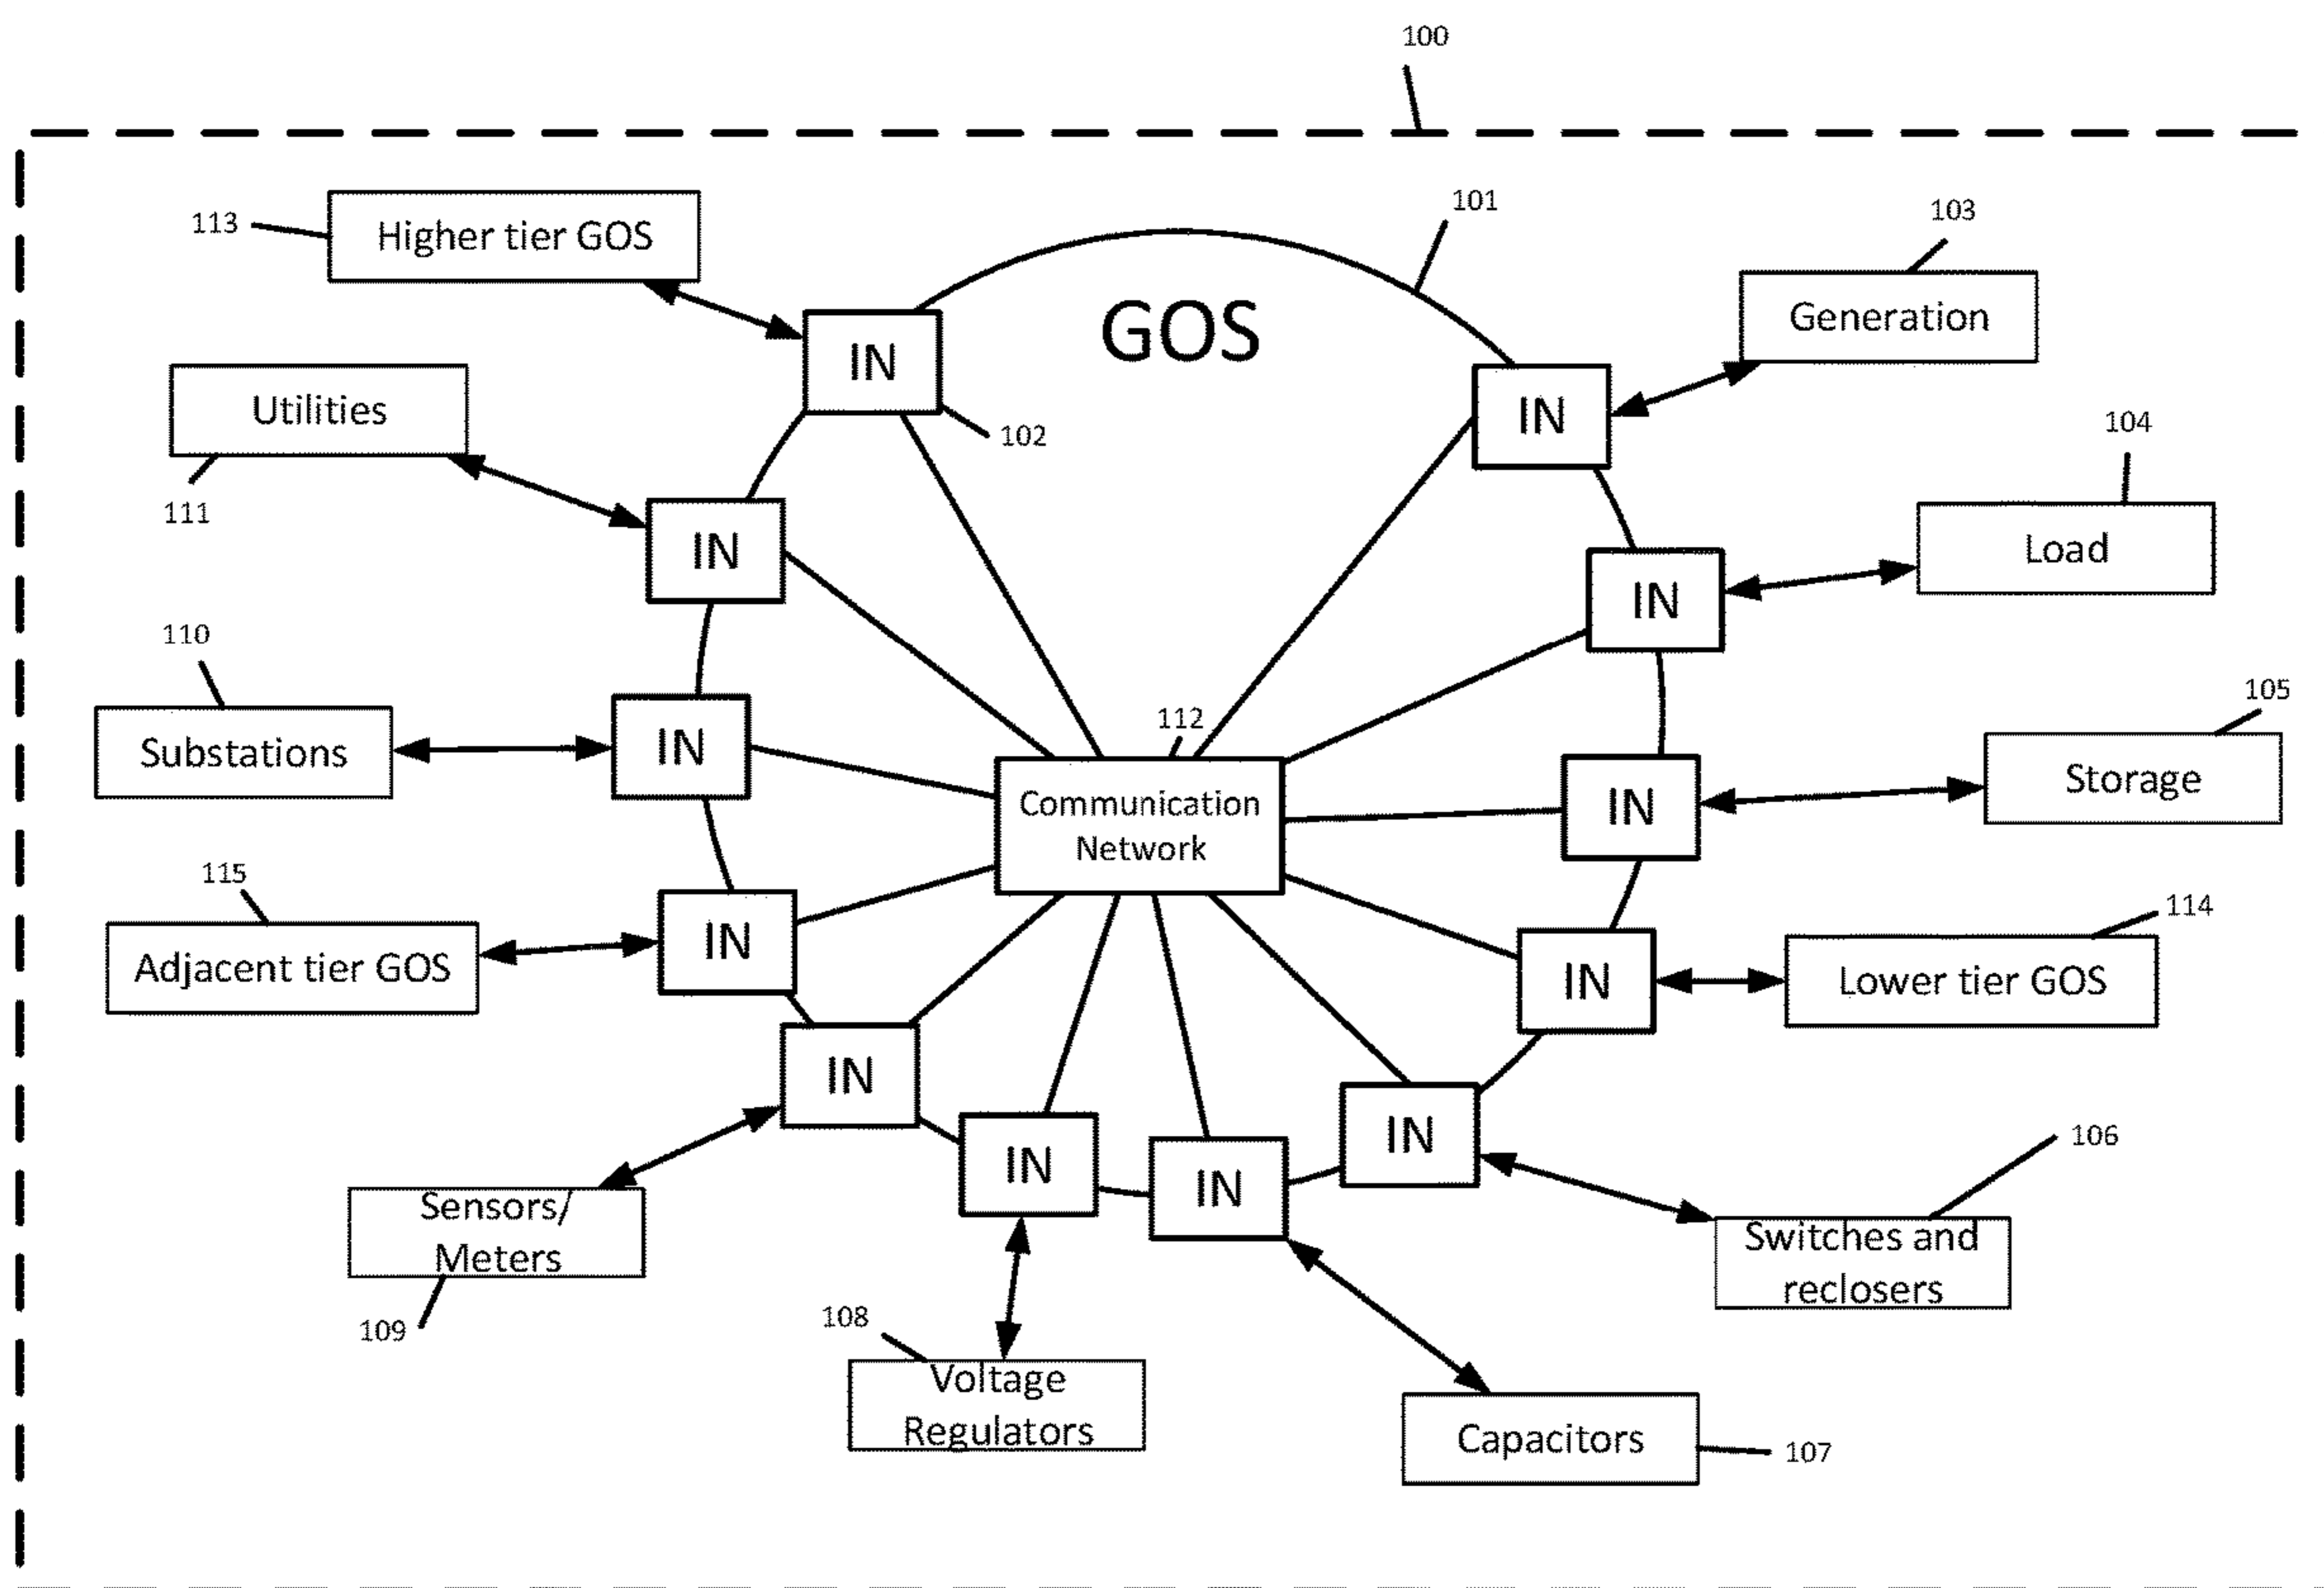 100
101
103
113
Higher tier GOS
Generation
GOS
IN
IN
Utilities
102
104
111
IN
Load
IN
110
105
112
Substations
IN
Storage
Communication
Network
IN
115
114
Adjacent tier GOS
IN
IN
Lower tier GOS
IN
IN
106
IN
IN
Sensors/
Meters
Switches and
reclosers
109
108
Voltage
Regulators
Capacitors
107